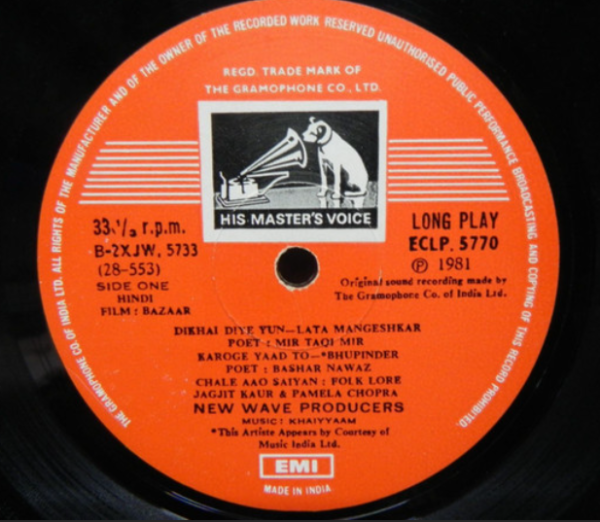 THE GRAMOPHONE CO. OF INDIA LTD. ALL RIGHTS OF THE MANUFACTURER AND OF THE OWNER OF THE RECORDED WORK RESERVED UNAUTHORISED PUBLIC PERFORMANCE BROADCASTING AND COPYING OF THIS RECORD PROHIBITED.
REGD. TRADE MARK OF
THE GRAMOPHONE CO., LTD.
HIS MASTER'S VOICE
33⅓ r.p.m.
B-2XJW, 5733
(28-553)
SIDE ONE
HINDI
FILM : BAZAAR
LONG PLAY
ECLP. 5770
℗ 1981
Original sound recording made by
The Gramophone Co. of India Ltd.
DIKHAI DIYE YUN—LATA MANGESHKAR
POET : MIR TAQI MIR
KAROGE YAAD TO—*BHUPINDER
POET : BASHAR NAWAZ
CHALE AAO SAIYAN : FOLK LORE
JAGJIT KAUR & PAMELA CHOPRA
NEW WAVE PRODUCERS
MUSIC : KHAIYYAAM
*This Artiste Appears by Courtesy of
Music India Ltd.
EMI
MADE IN INDIA